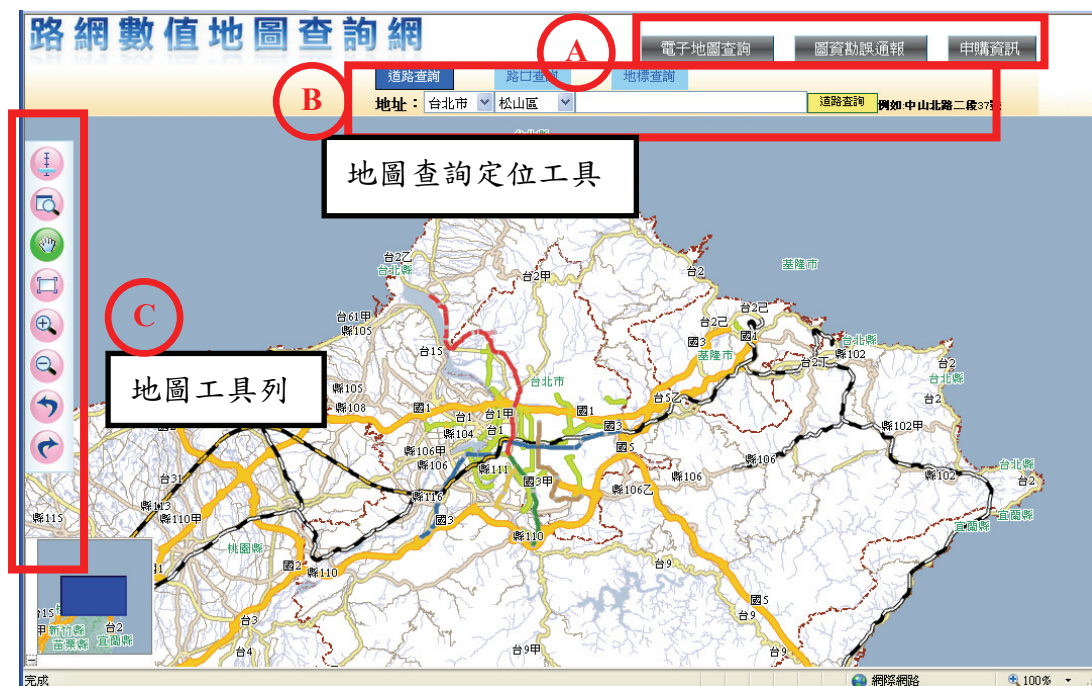 路網數值地圖查詢網
A
電子地圖查詢 圖資勘誤通報 申購資訊
B
道路查詢 路口查詢 地標查詢
地址：台北市 松山區 道路查詢 例如:中山北路二段37號
地圖查詢定位工具
C
地圖工具列
台2乙
台北縣
台2甲
台2
基隆市
台61甲
縣105
台15
台2己
台2己
國3
國1
基隆市
台北縣
縣102
台2丁
台2
台北縣
台2
台北市
縣105
縣108
國1
台1
台1甲
國1
台5乙
縣104
台1
國3
縣102甲
縣106甲
縣106
國5
縣111
縣106
台31
縣116
國3甲
縣106乙
縣106
縣102
台北縣
台2
縣113
縣115
縣110甲
國3
宜蘭縣
宜蘭縣
桃園縣
縣110
國2
縣110
台9
國5
台15
台3
台9
新竹縣
台2
苗栗縣
宜蘭縣
台4
台9甲
台9
完成 網際網路 100%